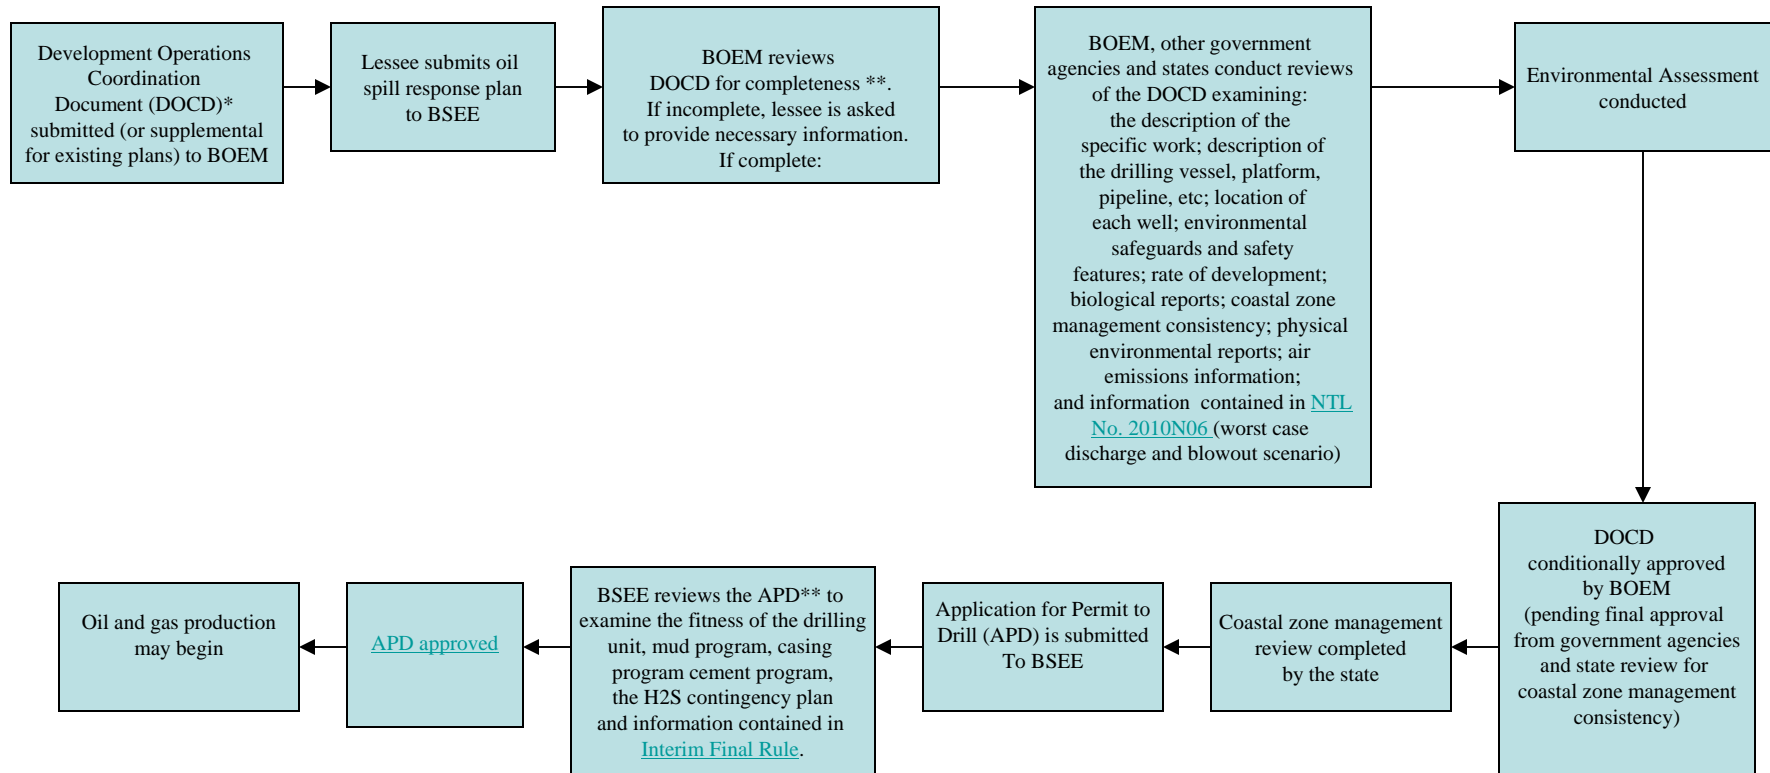 Development Operations
Coordination
Document (DOCD)*
submitted (or supplemental
for existing plans) to BOEM
Lessee submits oil
spill response plan
to BSEE
BOEM reviews
DOCD for completeness **.
If incomplete, lessee is asked
to provide necessary information.
If complete:
BOEM, other government
agencies and states conduct reviews
of the DOCD examining:
the description of the
specific work; description of
the drilling vessel, platform,
pipeline, etc; location of
each well; environmental
safeguards and safety
features; rate of development;
biological reports; coastal zone
management consistency; physical
environmental reports; air
emissions information;
and information contained in NTL
No. 2010N06 (worst case
discharge and blowout scenario)
Environmental Assessment
conducted
DOCD
conditionally approved
by BOEM
(pending final approval
from government agencies
and state review for
coastal zone management
consistency)
Coastal zone management
review completed
by the state
Application for Permit to
Drill (APD) is submitted
To BSEE
BSEE reviews the APD** to
examine the fitness of the drilling
unit, mud program, casing
program cement program,
the H2S contingency plan
and information contained in
Interim Final Rule.
APD approved
Oil and gas production
may begin